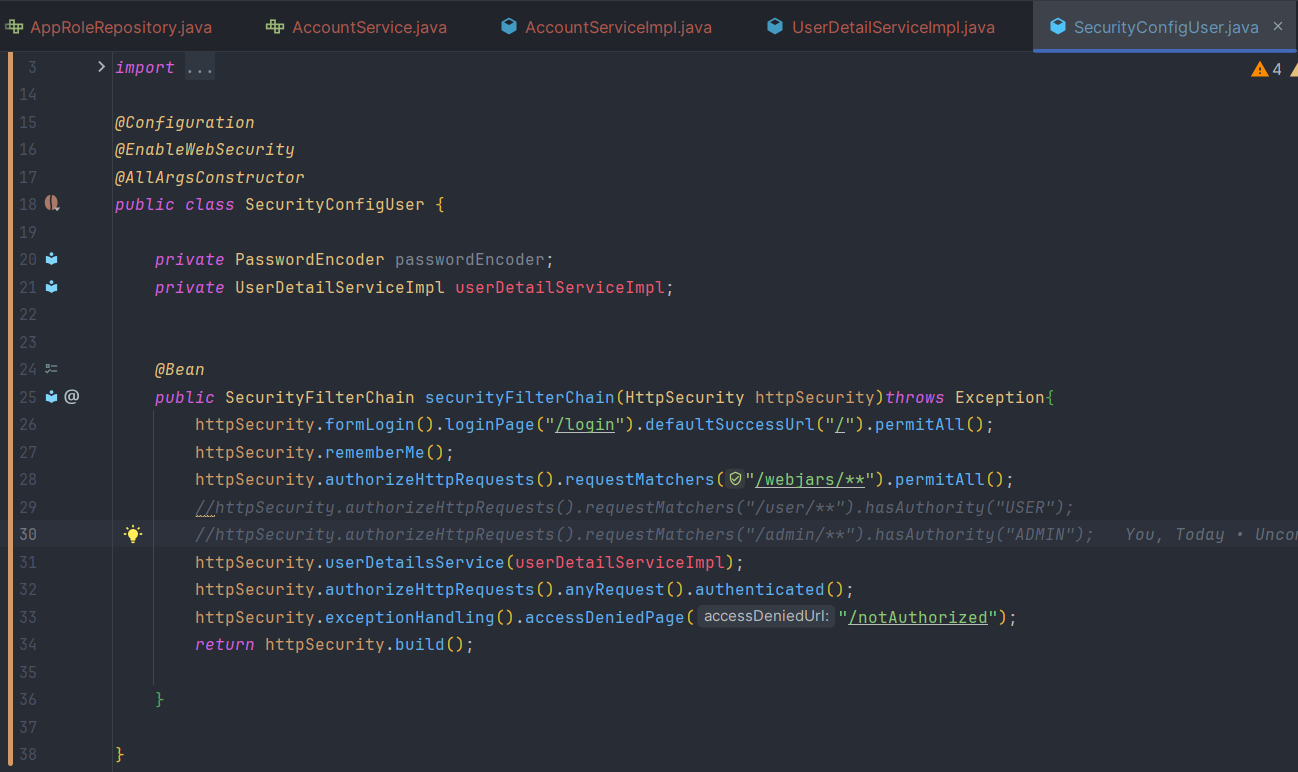 AppRoleRepository.java AccountService.java AccountServiceImpl.java UserDetailServiceImpl.java SecurityConfigUser.java ×
3 import ... 4
14
15 @Configuration
16 @EnableWebSecurity
17 @AllArgsConstructor
18 public class SecurityConfigUser {
19
20 private PasswordEncoder passwordEncoder;
21 private UserDetailServiceImpl userDetailServiceImpl;
22
23
24 @Bean
25 @ public SecurityFilterChain securityFilterChain(HttpSecurity httpSecurity)throws Exception{
26 httpSecurity.formLogin().loginPage("/login").defaultSuccessUrl("/").permitAll();
27 httpSecurity.rememberMe();
28 httpSecurity.authorizeHttpRequests().requestMatchers("/webjars/**").permitAll();
29 //httpSecurity.authorizeHttpRequests().requestMatchers("/user/**").hasAuthority("USER");
30 //httpSecurity.authorizeHttpRequests().requestMatchers("/admin/**").hasAuthority("ADMIN"); You, Today • Uncon
31 httpSecurity.userDetailsService(userDetailServiceImpl);
32 httpSecurity.authorizeHttpRequests().anyRequest().authenticated();
33 httpSecurity.exceptionHandling().accessDeniedPage( accessDeniedUrl: "/notAuthorized");
34 return httpSecurity.build();
35
36 }
37
38 }